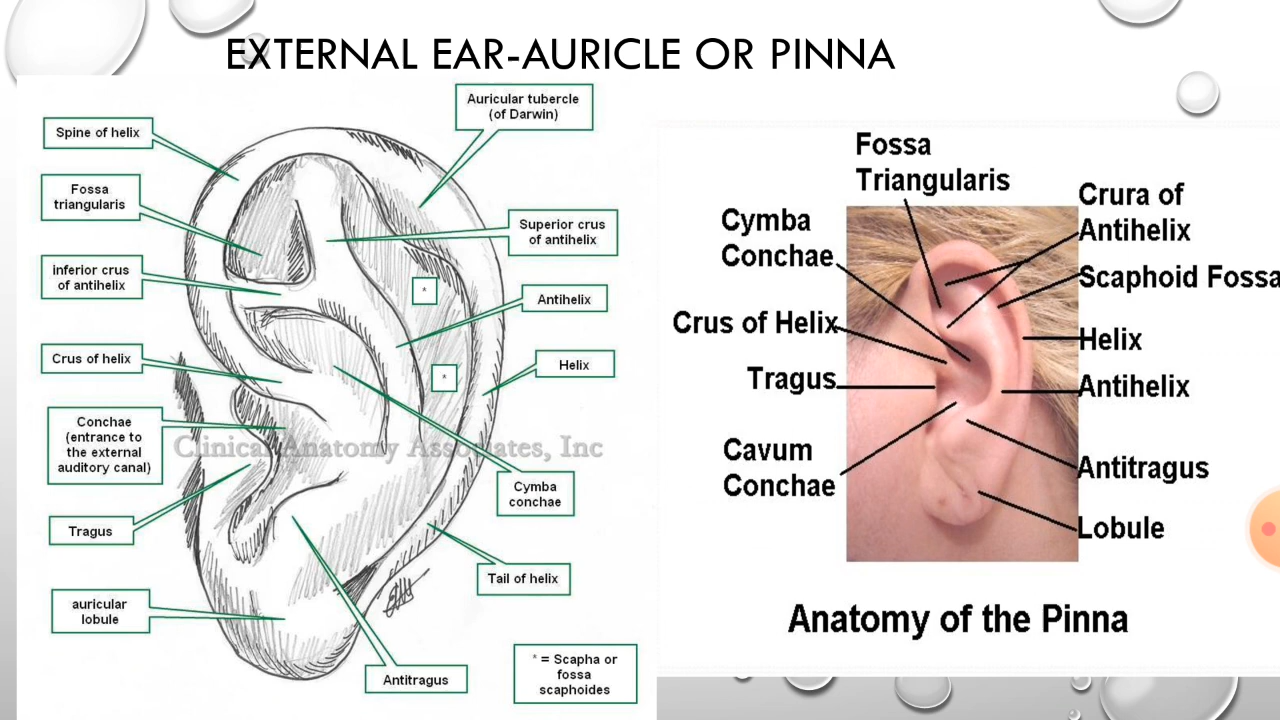 EXTERNAL EAR-AURICLE OR PINNA
Auricular tubercle
(of Darwin)
Spine of helix
Fossa
triangularis
Superior crus
of antihelix
inferior crus
of antihelix
*
Antihelix
Crus of helix
*
Helix
Conchae
(entrance to
the external
auditory canal)
Clinical Anatomy Associates, Inc
Cymba
conchae
Tragus
Tail of helix
auricular
lobule
Antitragus
* = Scapha or
fossa
scaphoides
Fossa
Triangularis
Crura of
Antihelix
Cymba
Conchae
Scaphoid Fossa
Crus of Helix
Helix
Tragus
Antihelix
Cavum
Conchae
Antitragus
Lobule
Anatomy of the Pinna